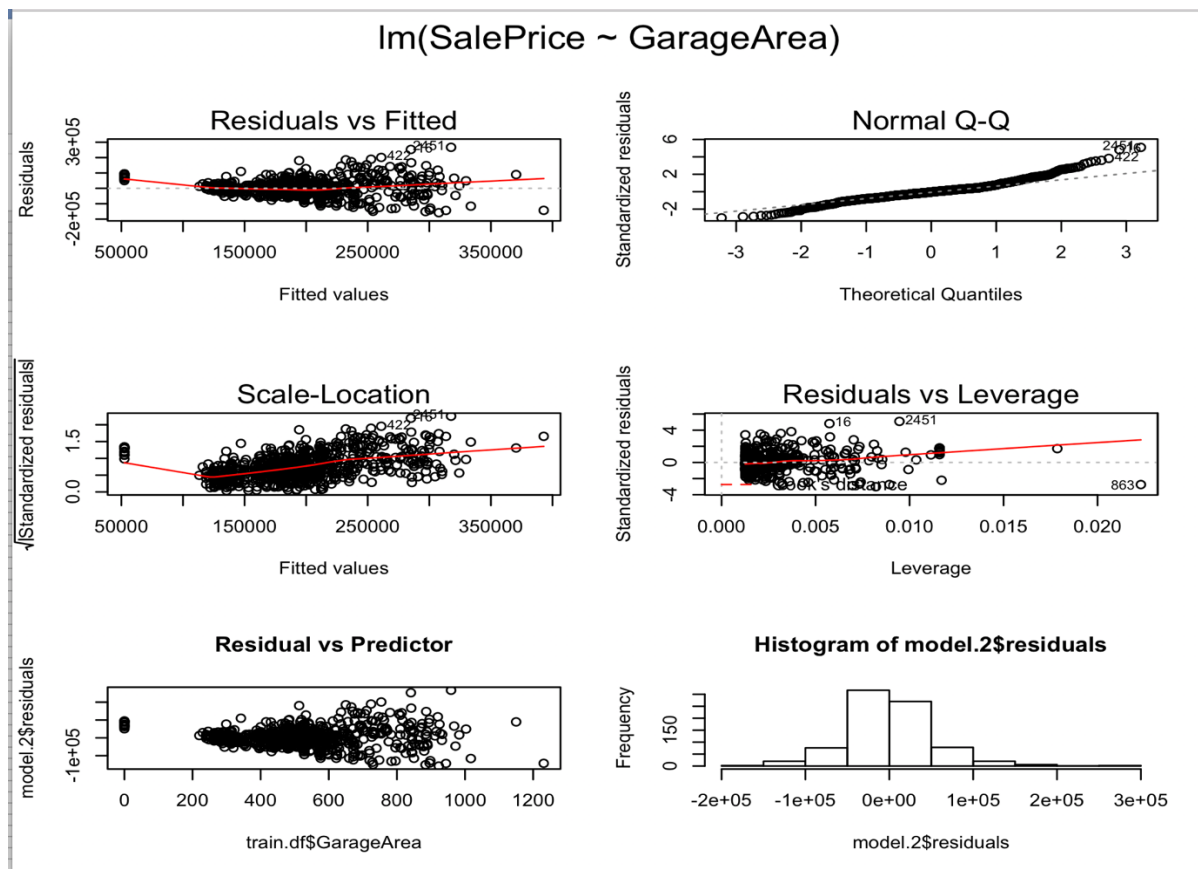 lm(SalePrice ~ GarageArea)
Residuals vs Fitted
Residuals
-2e+05 3e+05
2451
16
422
50000 150000 250000 350000
Fitted values
Normal Q-Q
Standardized residuals
-2 2 6
2451
16
422
-3 -2 -1 0 1 2 3
Theoretical Quantiles
Scale-Location
√|Standardized residuals|
0.0 1.5
2451
16
422
50000 150000 250000 350000
Fitted values
Residuals vs Leverage
Standardized residuals
-4 0 4
16
2451
863
Cook's distance
0.000 0.005 0.010 0.015 0.020
Leverage
Residual vs Predictor
model.2$residuals
-1e+05
0 200 400 600 800 1000 1200
train.df$GarageArea
Histogram of model.2$residuals
Frequency
0 150
-2e+05 -1e+05 0e+00 1e+05 2e+05 3e+05
model.2$residuals